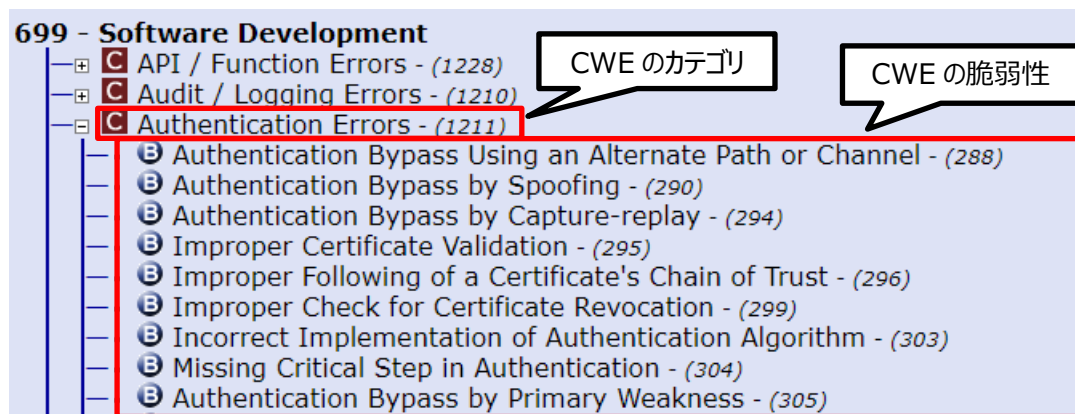 699 - Software Development
C API / Function Errors - (1228)
C Audit / Logging Errors - (1210)
C Authentication Errors - (1211)
CWE のカテゴリ
CWE の脆弱性
B Authentication Bypass Using an Alternate Path or Channel - (288)
B Authentication Bypass by Spoofing - (290)
B Authentication Bypass by Capture-replay - (294)
B Improper Certificate Validation - (295)
B Improper Following of a Certificate's Chain of Trust - (296)
B Improper Check for Certificate Revocation - (299)
B Incorrect Implementation of Authentication Algorithm - (303)
B Missing Critical Step in Authentication - (304)
B Authentication Bypass by Primary Weakness - (305)